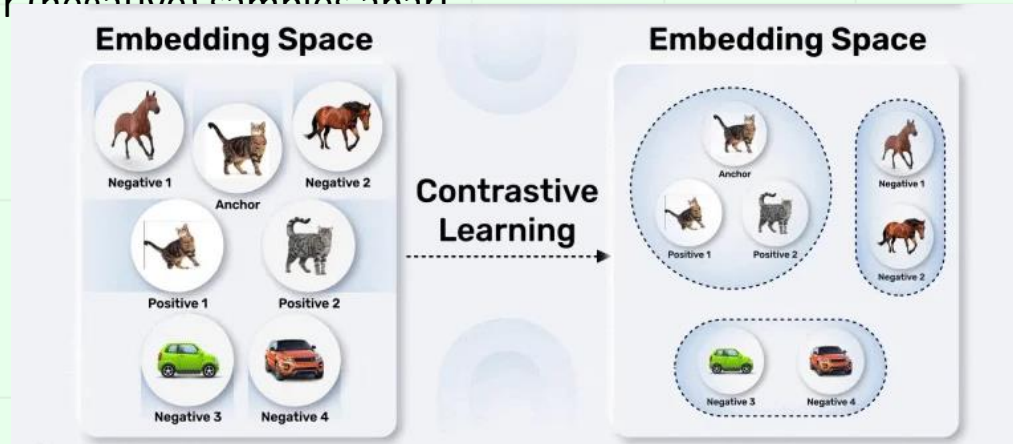 Embedding Space
Negative 1
Anchor
Negative 2
Positive 1
Positive 2
Negative 3
Negative 4
Contrastive
Learning
Embedding Space
Anchor
Positive 1
Positive 2
Negative 1
Negative 2
Negative 3
Negative 4